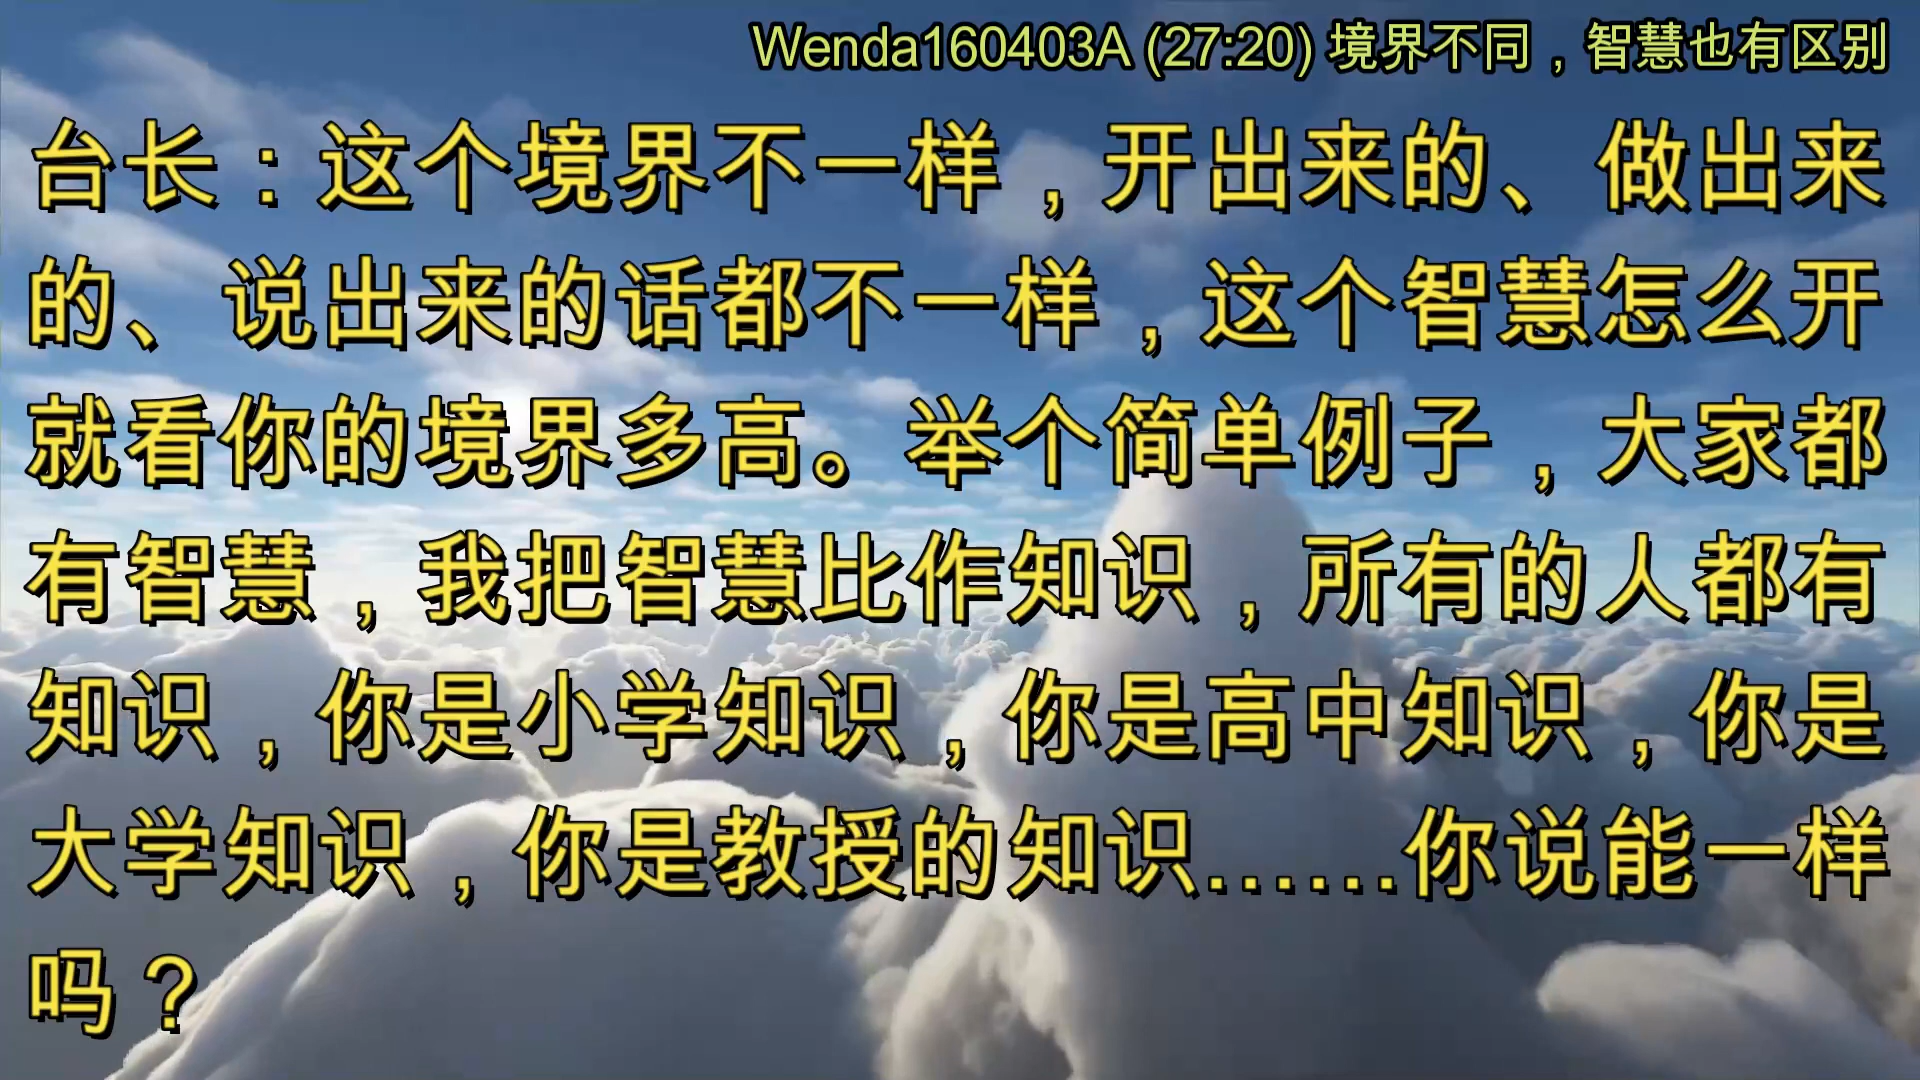 Wenda160403A (27:20) 境界不同，智慧也有区别
台长：这个境界不一样，开出来的、做出来
的、说出来的话都不一样，这个智慧怎么开
就看你的境界多高。举个简单例子，大家都
有智慧，我把智慧比作知识，所有的人都有
知识，你是小学知识，你是高中知识，你是
大学知识，你是教授的知识……你说能一样
吗？